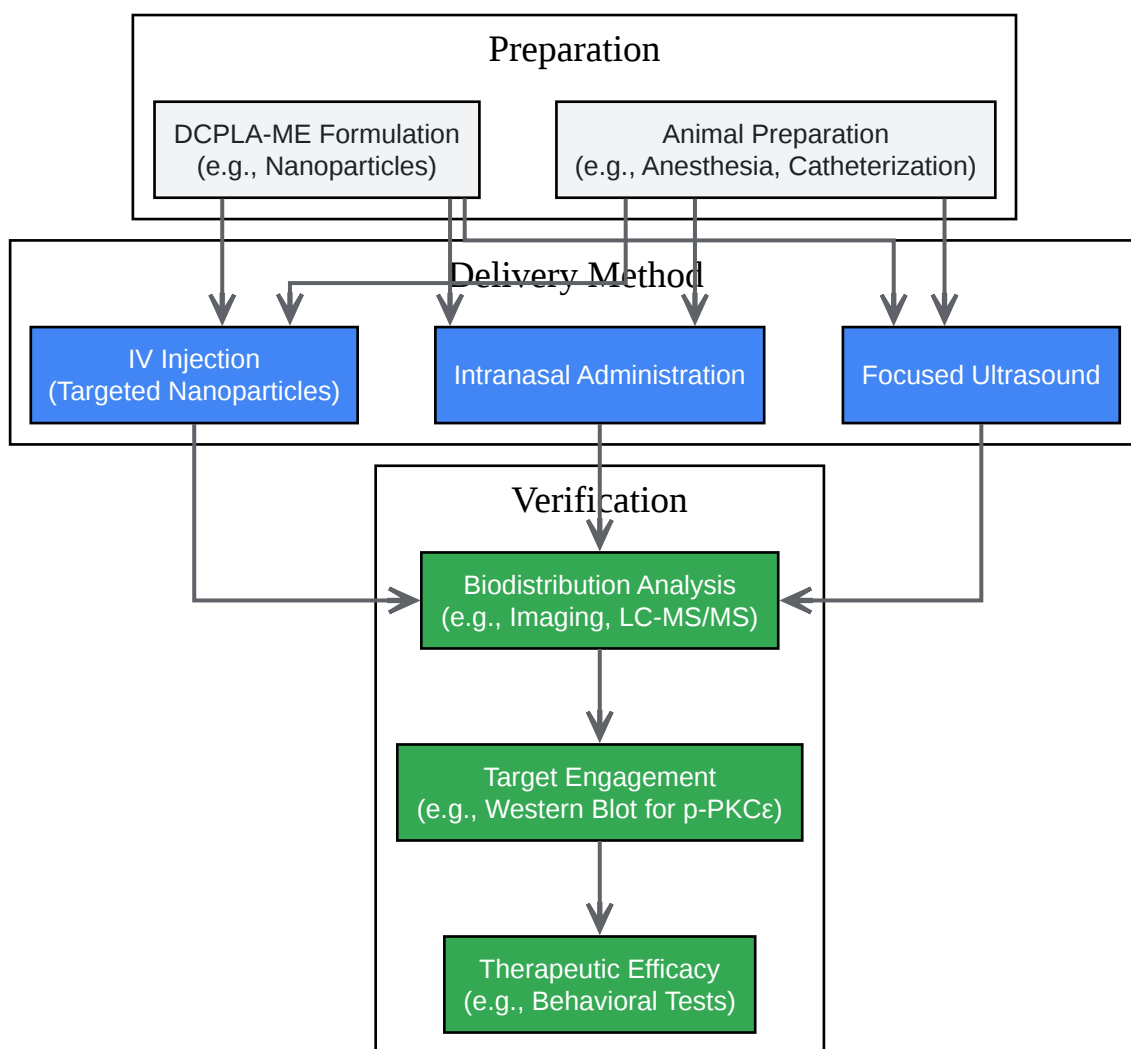 Preparation
DCPLA-ME Formulation
(e.g., Nanoparticles)
Animal Preparation
(e.g., Anesthesia, Catheterization)
Delivery Method
IV Injection
(Targeted Nanoparticles)
Intranasal Administration
Focused Ultrasound
Verification
Biodistribution Analysis
(e.g., Imaging, LC-MS/MS)
Target Engagement
(e.g., Western Blot for p-PKCε)
Therapeutic Efficacy
(e.g., Behavioral Tests)